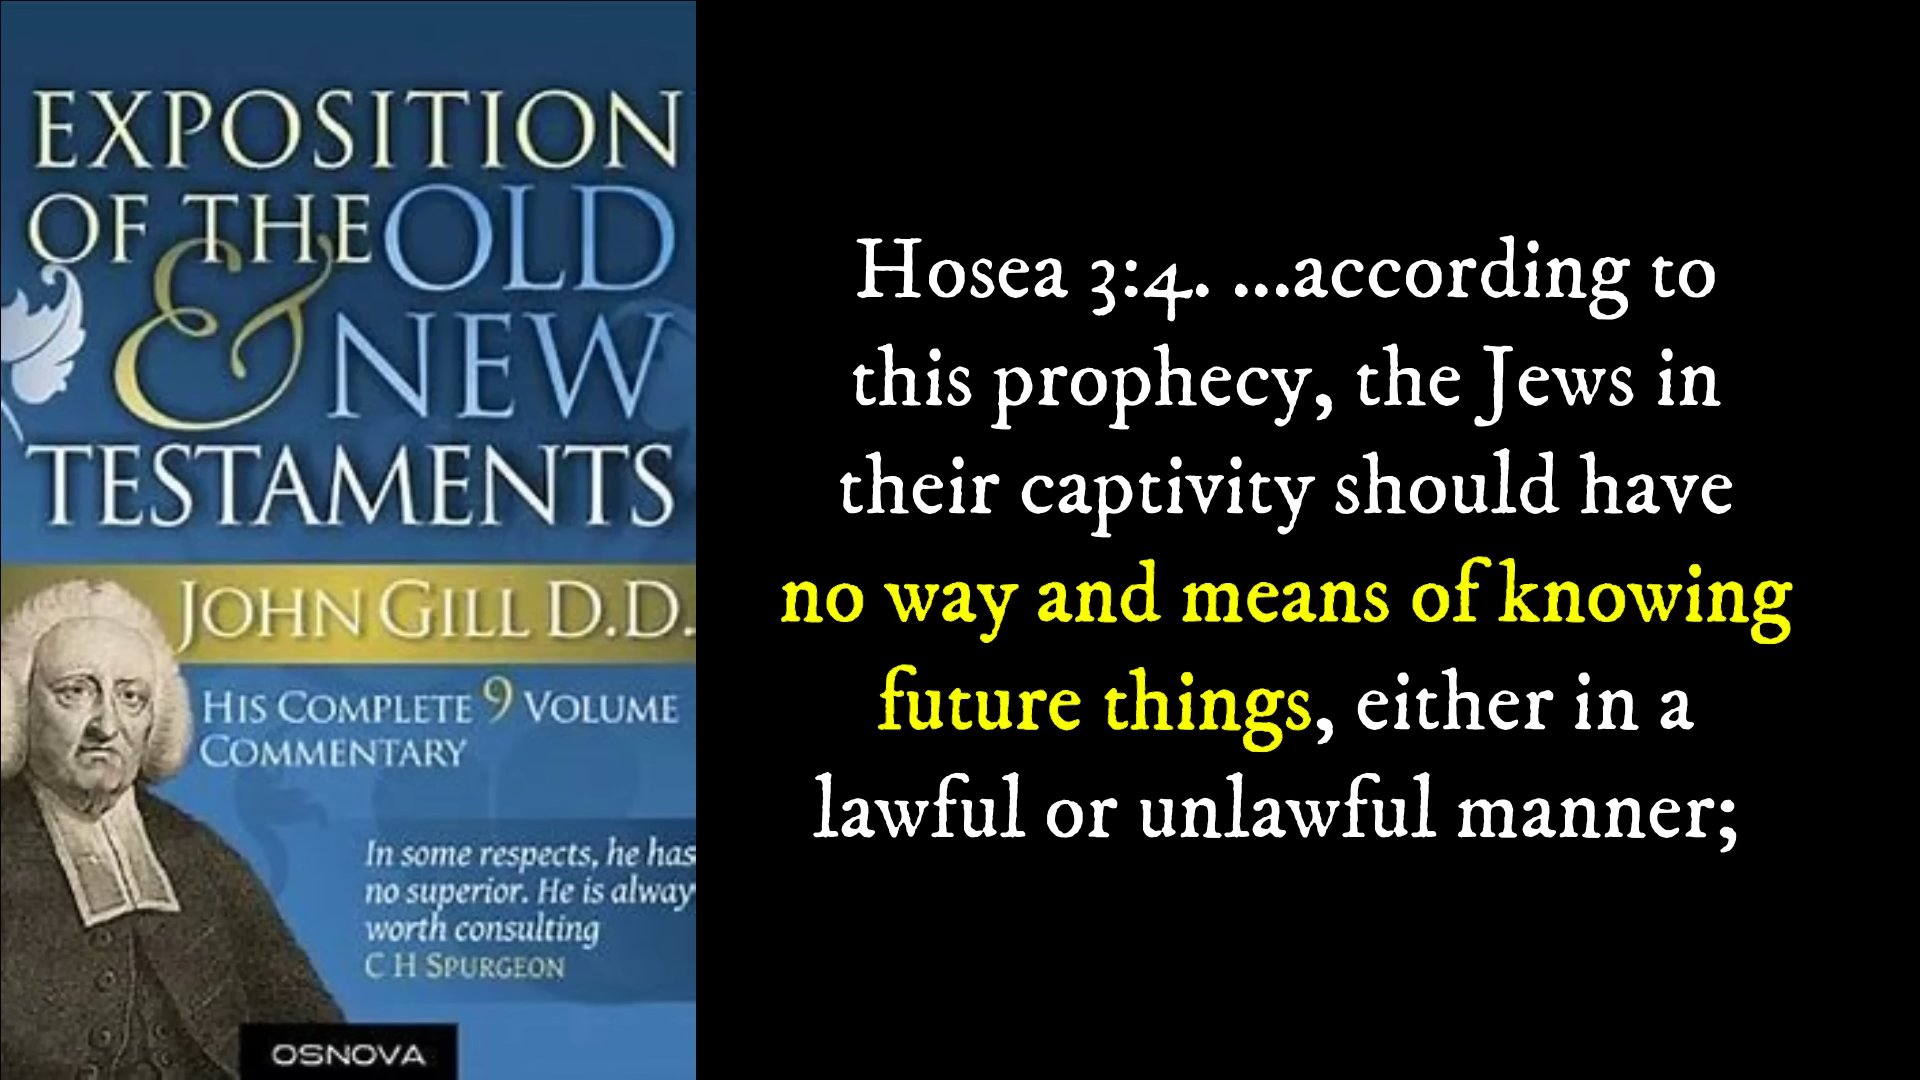 EXPOSITION
OF THE OLD
& NEW
TESTAMENTS
JOHN GILL D.D.
HIS COMPLETE 9 VOLUME
COMMENTARY
In some respects, he has
no superior. He is alway
worth consulting
C H SPURGEON
OSNOVA
Hosea 3:4. ...according to
this prophecy, the Jews in
their captivity should have
no way and means of knowing
future things, either in a
lawful or unlawful manner;